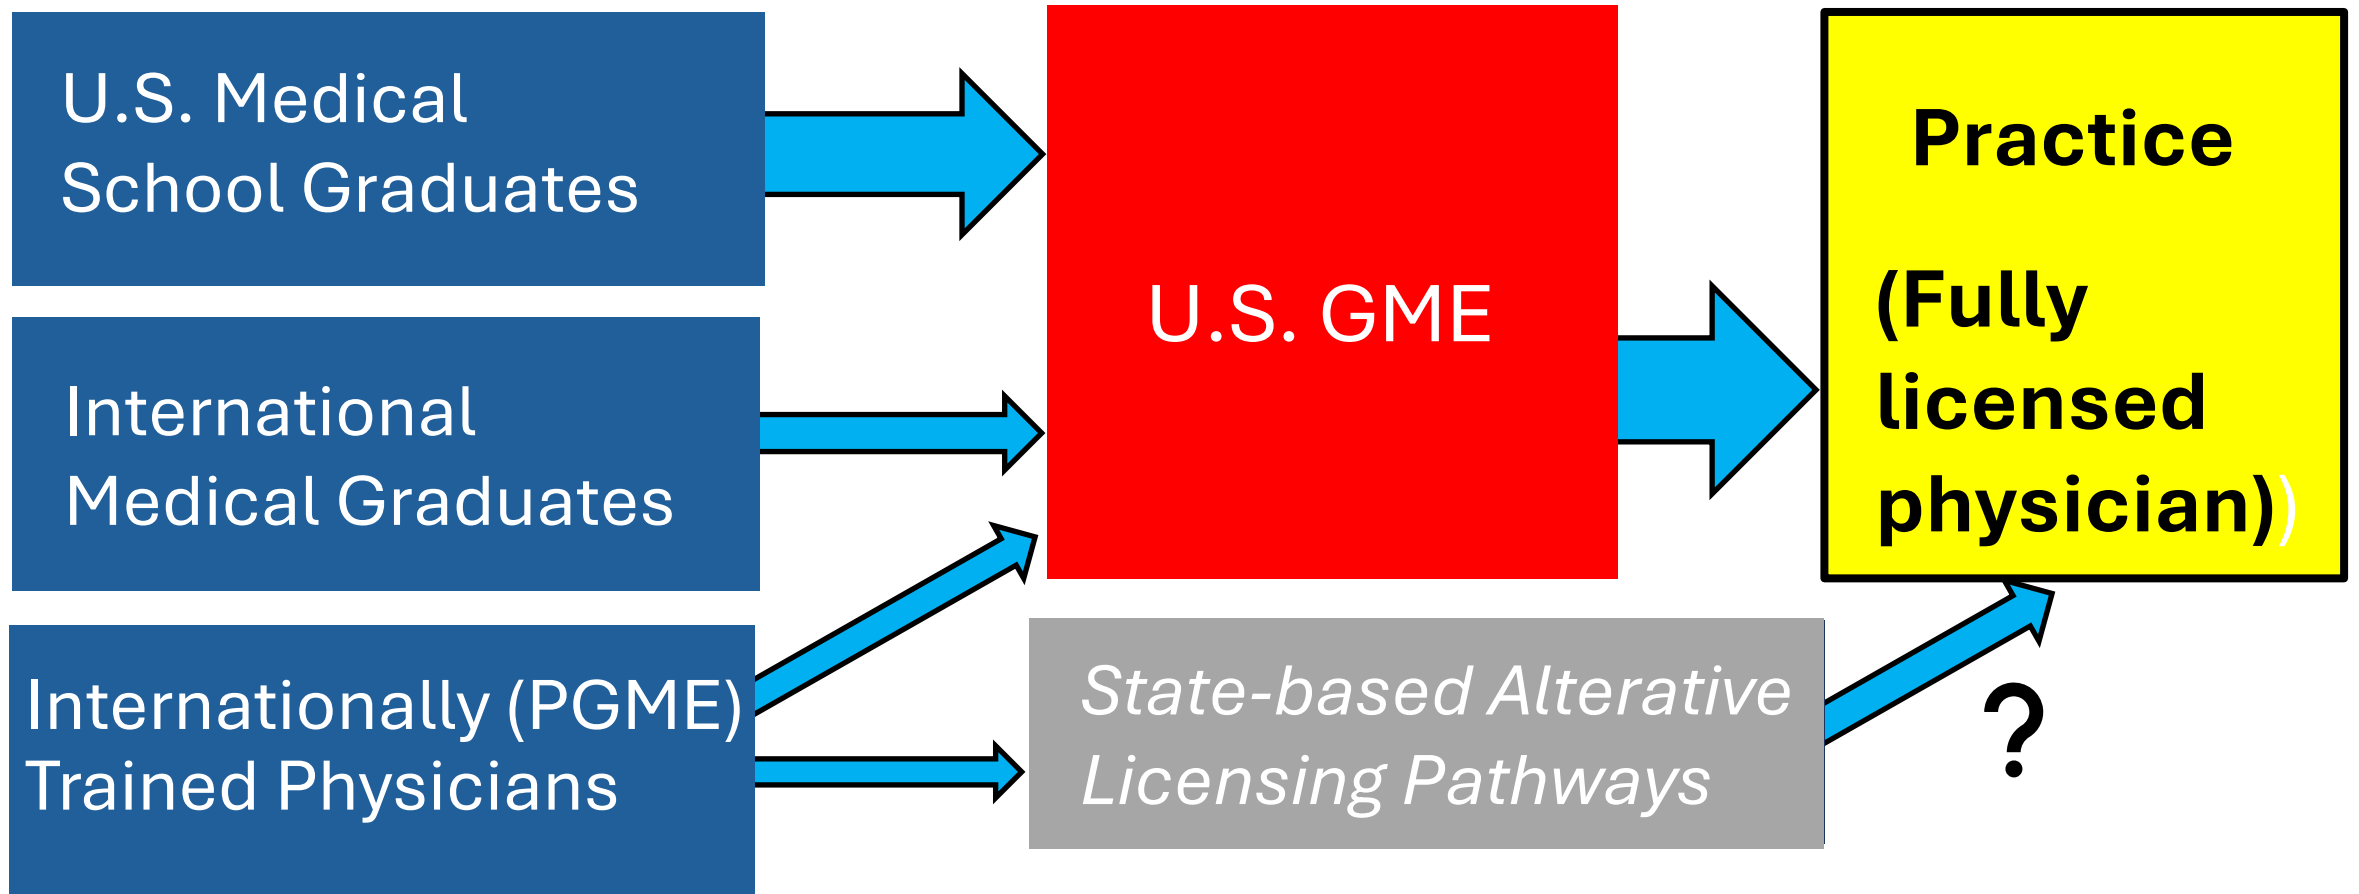 U.S. Medical
School Graduates
International
Medical Graduates
Internationally (PGME)
Trained Physicians
U.S. GME
State-based Alterative
Licensing Pathways
Practice
(Fully
licensed
physician))
?